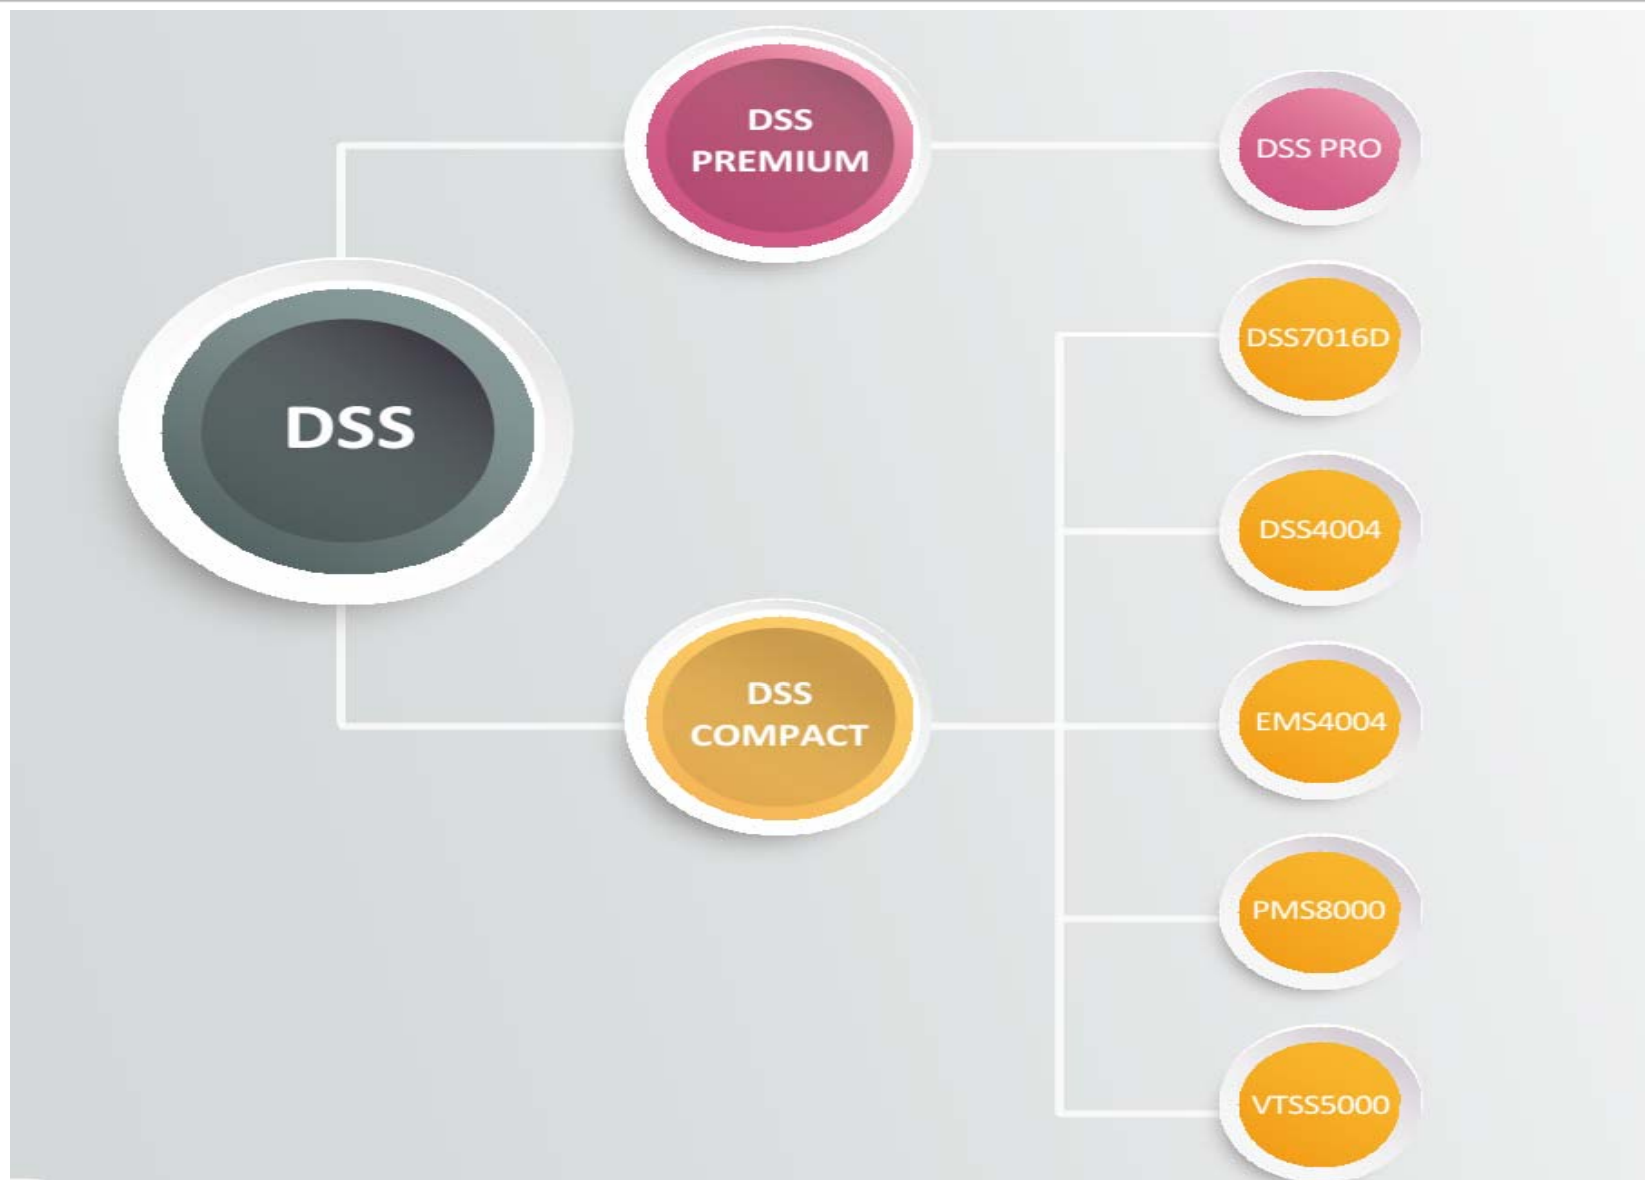 DSS
PREMIUM
DSS PRO
DSS7016D
DSS
DSS4004
DSS
COMPACT
EMS4004
PMS8000
VTSS5000